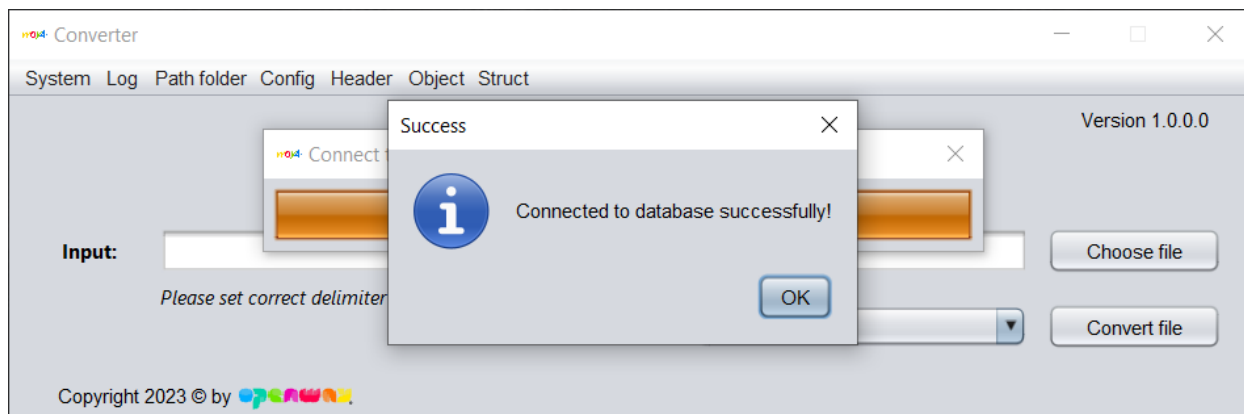 Converter
System Log Path folder Config Header Object Struct
Success
Version 1.0.0.0
Connect
Connected to database successfully!
Input:
Choose file
Please set correct delimiter
OK
Convert file
Copyright 2023 © by openwax